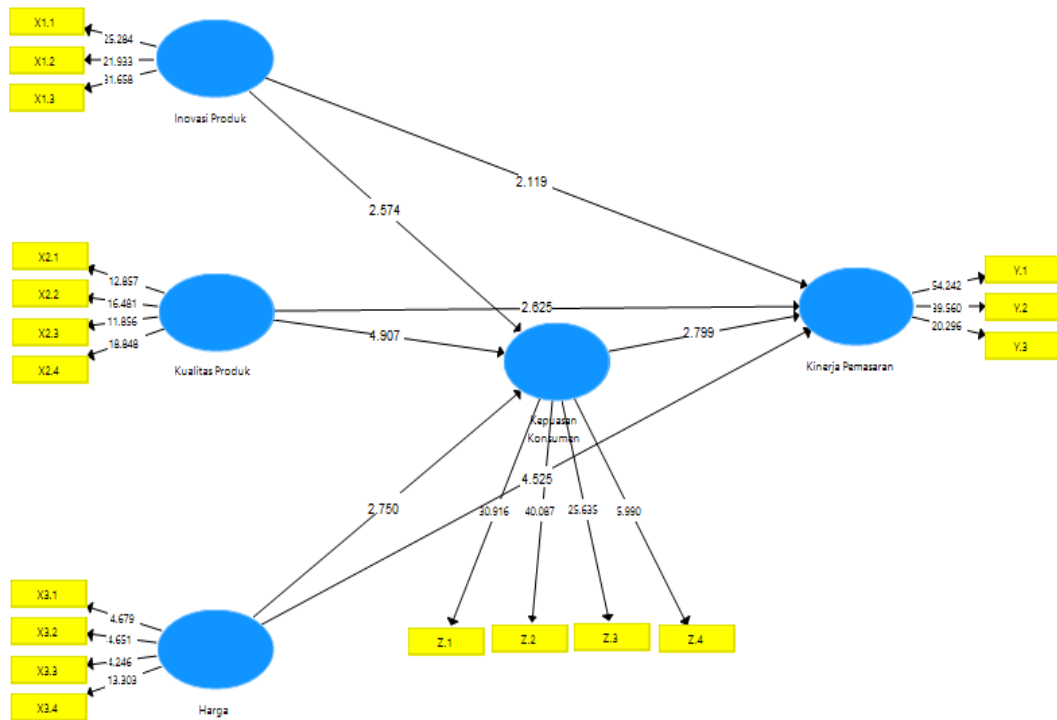 X1.1
25.284
X1.2
21.933
X1.3
31.658
Inovasi Produk
2.119
2.574
X2.1
12.857
X2.2
16.481
X2.3
11.856
X2.4
18.848
Kualitas Produk
2.625
4.907
2.799
Y.1
54.242
Y.2
39.560
Y.3
20.296
Kinerja Pemasaran
Kepuasan
Konsumen
4.525
2.750
30.916
40.087
25.635
5.990
X3.1
4.679
X3.2
4.651
X3.3
4.246
X3.4
13.303
Harga
Z.1
Z.2
Z.3
Z.4